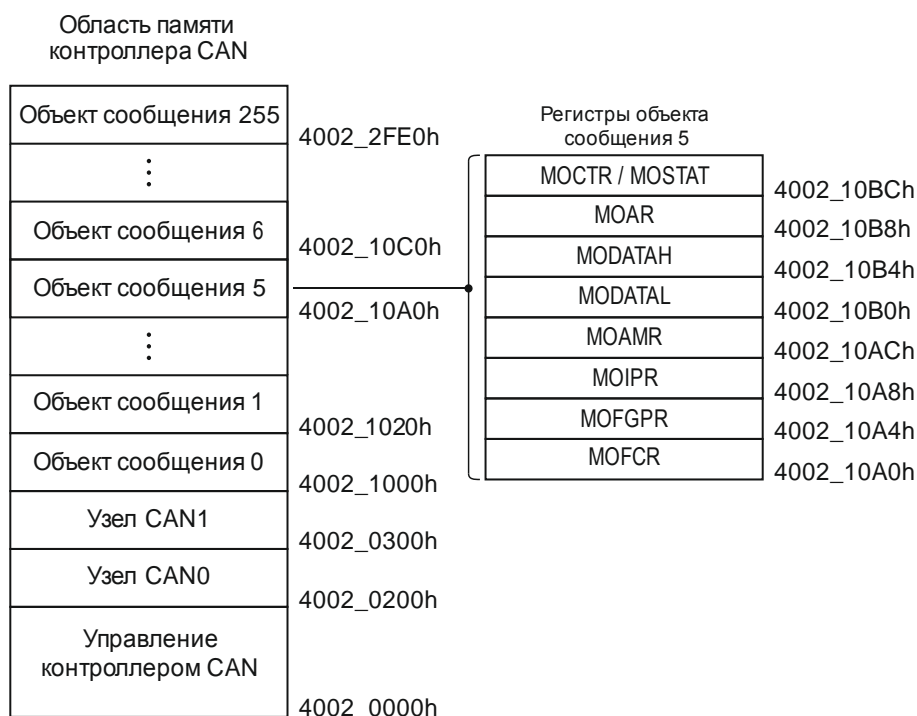 Область памяти
контроллера CAN
Объект сообщения 255
4002_2FE0h
Объект сообщения 6
4002_10C0h
Объект сообщения 5
4002_10A0h
Объект сообщения 1
4002_1020h
Объект сообщения 0
4002_1000h
Узел CAN1
4002_0300h
Узел CAN0
4002_0200h
Управление
контроллером CAN
4002_0000h
Регистры объекта
сообщения 5
MOCTR / MOSTAT
4002_10BCh
MOAR
4002_10B8h
MODATAH
4002_10B4h
MODATAL
4002_10B0h
MOAMR
4002_10ACh
MOIPR
4002_10A8h
MOFGPR
4002_10A4h
MOFCR
4002_10A0h